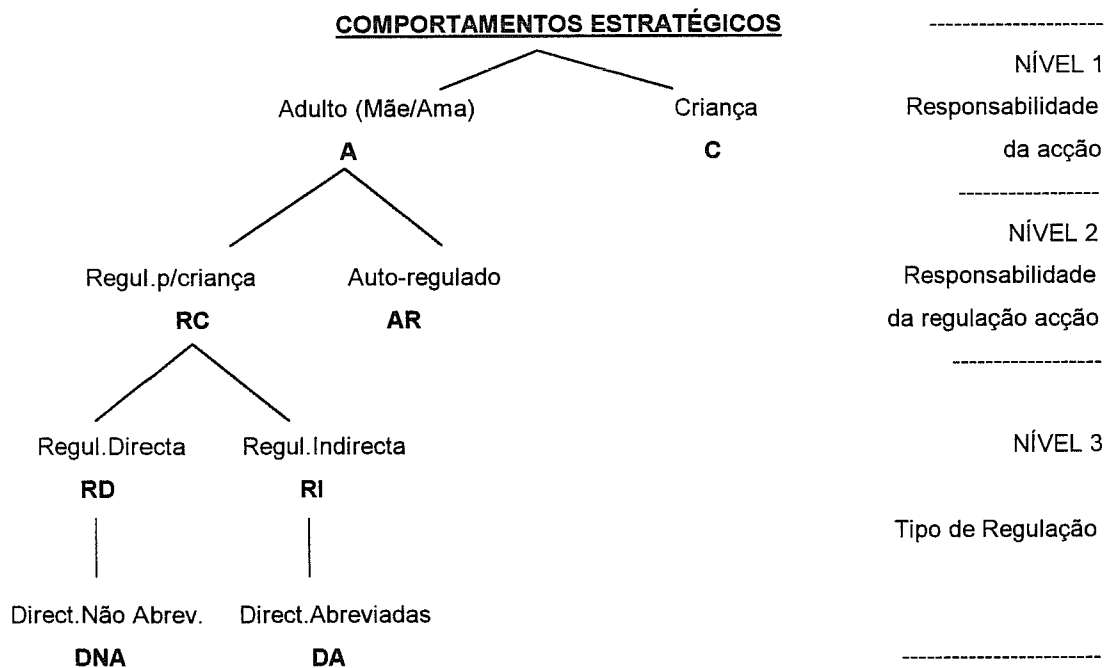 COMPORTAMENTOS ESTRATÉGICOS
NÍVEL 1
Adulto (Mãe/Ama) Criança Responsabilidade
A C da acção
NÍVEL 2
Regul.p/criança Auto-regulado Responsabilidade
RC AR da regulação acção
Regul.Directa Regul.Indirecta NÍVEL 3
RD RI
Tipo de Regulação
Direct.Não Abrev. Direct.Abreviadas
DNA DA